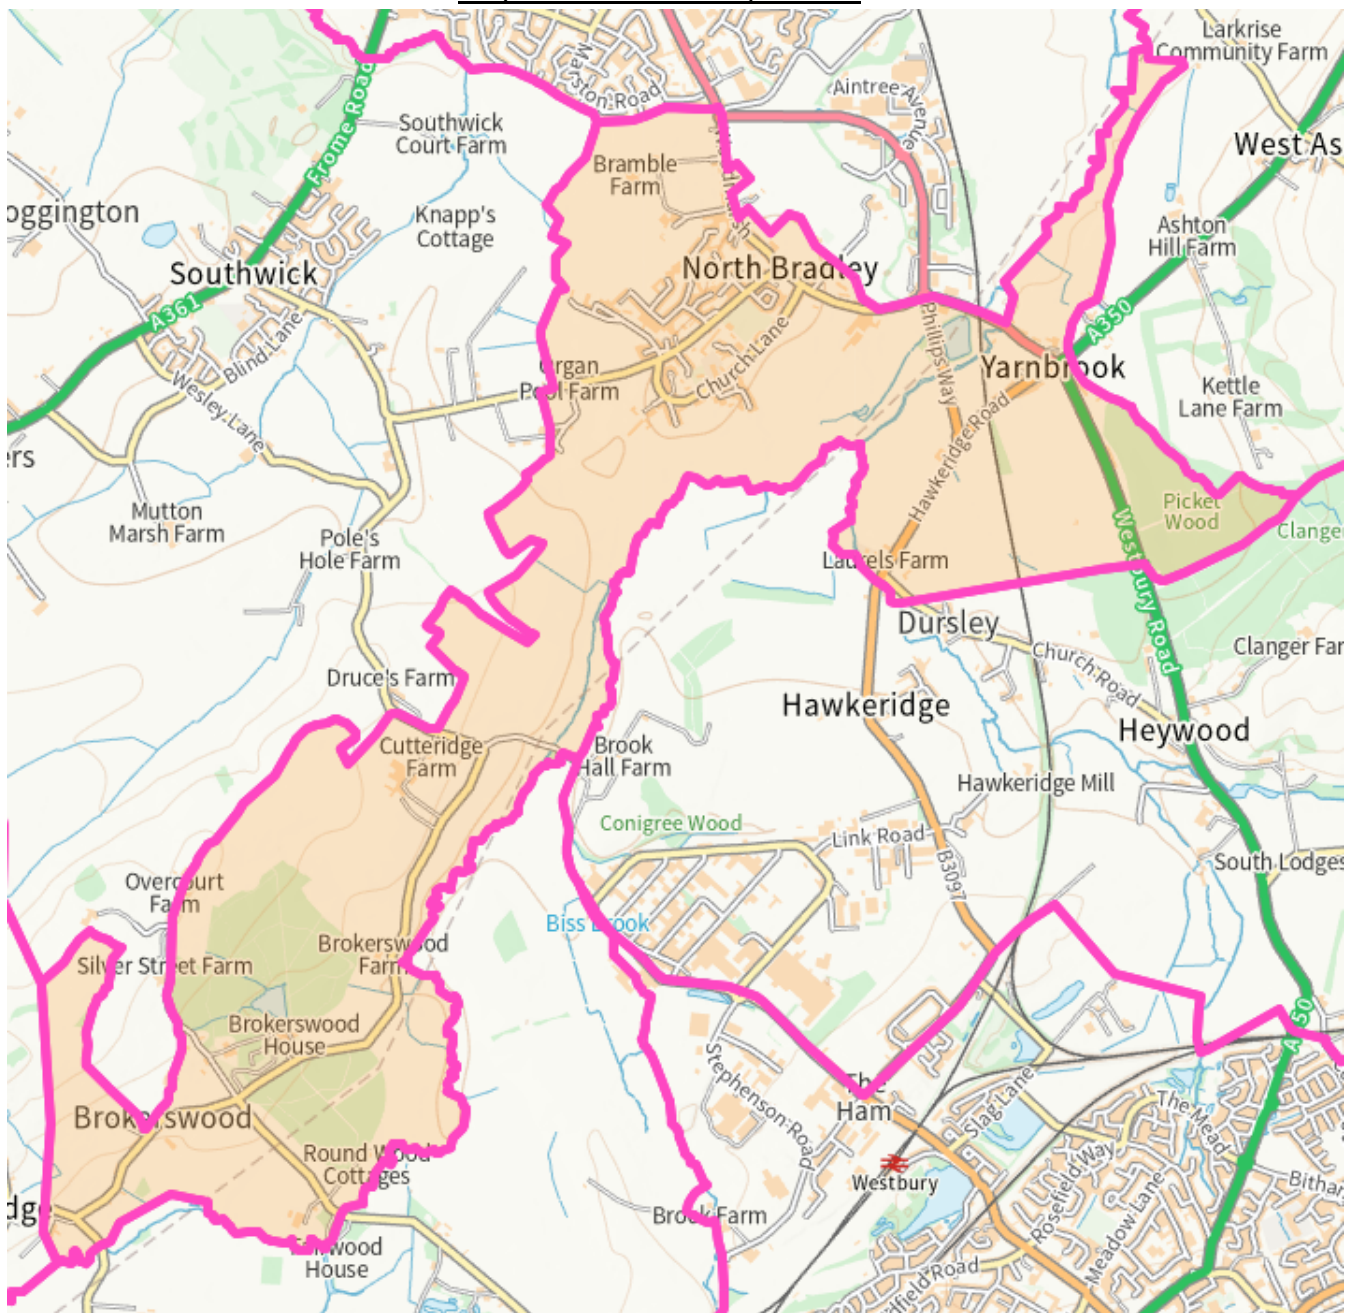 Larkrise
Community Farm
Marston Road
Aintree Avenue
Frome Road
Southwick
Court Farm
West As
Bramble
Farm
oggington
Knapp's
Cottage
Ashton
Hill Farm
Southwick
North Bradley
A361
A350
Blind Lane
Phillips Way
Organ
Pool Farm
Church Lane
Yarnbrook
Wesley Lane
Kettle
Lane Farm
Hawkeridge Road
ers
Mutton
Marsh Farm
Picket
Wood
Clanger
Pole's
Hole Farm
Westbury Road
Laurels Farm
Dursley
Church Road
Clanger Far
Druce's Farm
Hawkeridge
Heywood
Cutteridge
Farm
Brook
Hall Farm
Hawkeridge Mill
Conigree Wood
Link Road
B3097
South Lodges
Overcourt
Farm
Biss Brook
Brokerswood
Farm
Silver Street Farm
A350
Brokerswood
House
Stephenson Road
The
Ham
Slag Lane
The Mead
Brokerswood
Round Wood
Cottages
Westbury
Rosefield Way
Bithar
Meadow Lane
dge
Brook Farm
House